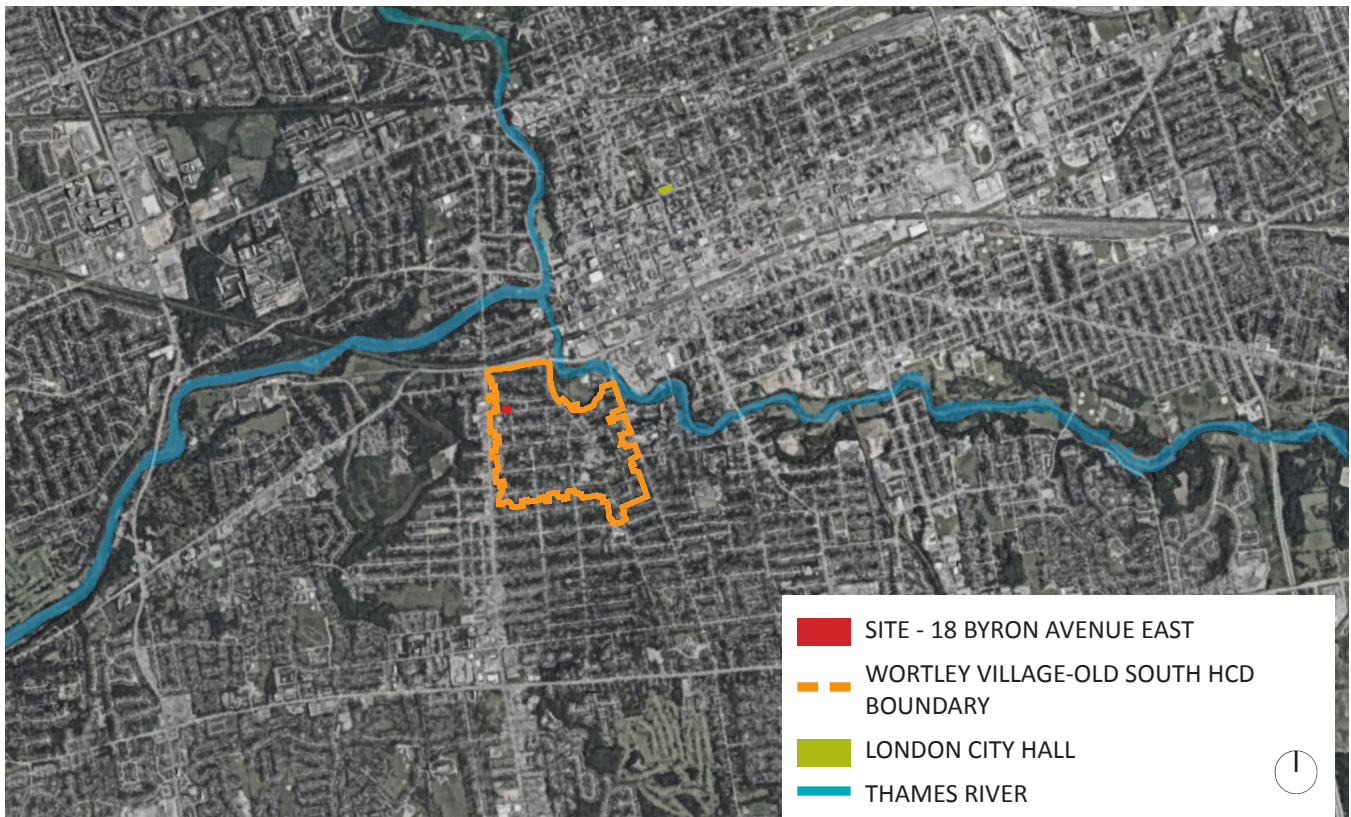 SITE - 18 BYRON AVENUE EAST
WORTLEY VILLAGE-OLD SOUTH HCD
BOUNDARY
LONDON CITY HALL
THAMES RIVER